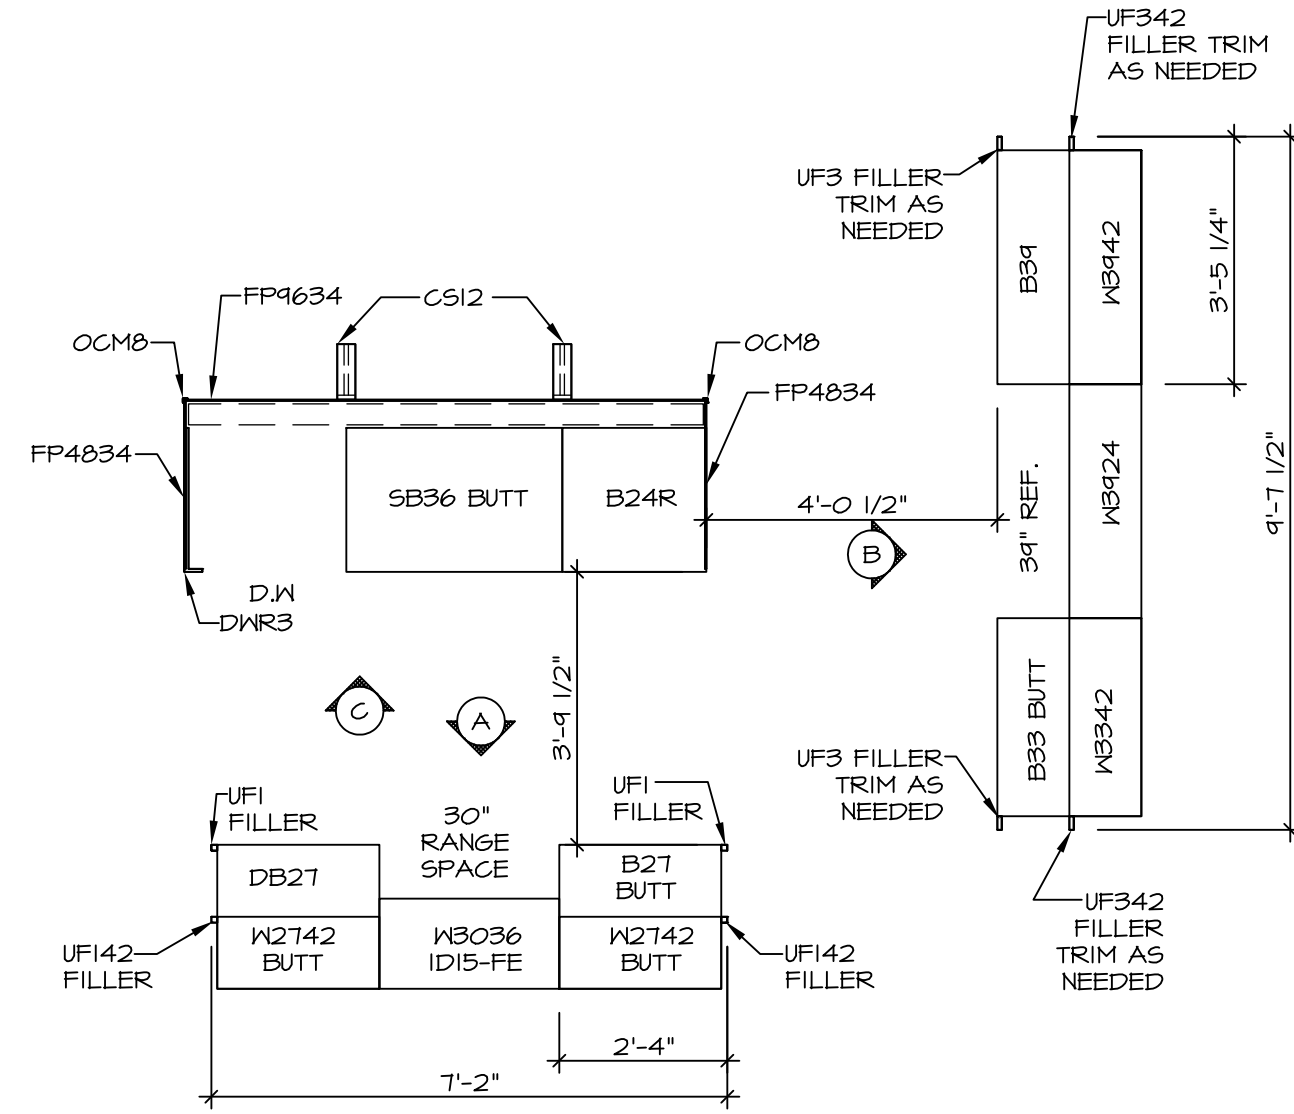 UF342
FILLER TRIM
AS NEEDED
UF3 FILLER
TRIM AS
NEEDED
B39
W3942
3'-5 1/4"
FP9634
CS12
OCM8
OCM8
FP4834
FP4834
SB36 BUTT
B24R
4'-0 1/2"
B
39" REF.
W3924
9'-7 1/2"
D.W
DWR3
C
A
3'-9 1/2"
B33 BUTT
W3342
UF3 FILLER
TRIM AS
NEEDED
UF1
FILLER
UF1
FILLER
30"
RANGE
SPACE
DB27
B27
BUTT
UF142
FILLER
W2742
BUTT
W3036
1D15-FE
W2742
BUTT
UF142
FILLER
UF342
FILLER
TRIM AS
NEEDED
2'-4"
7'-2"